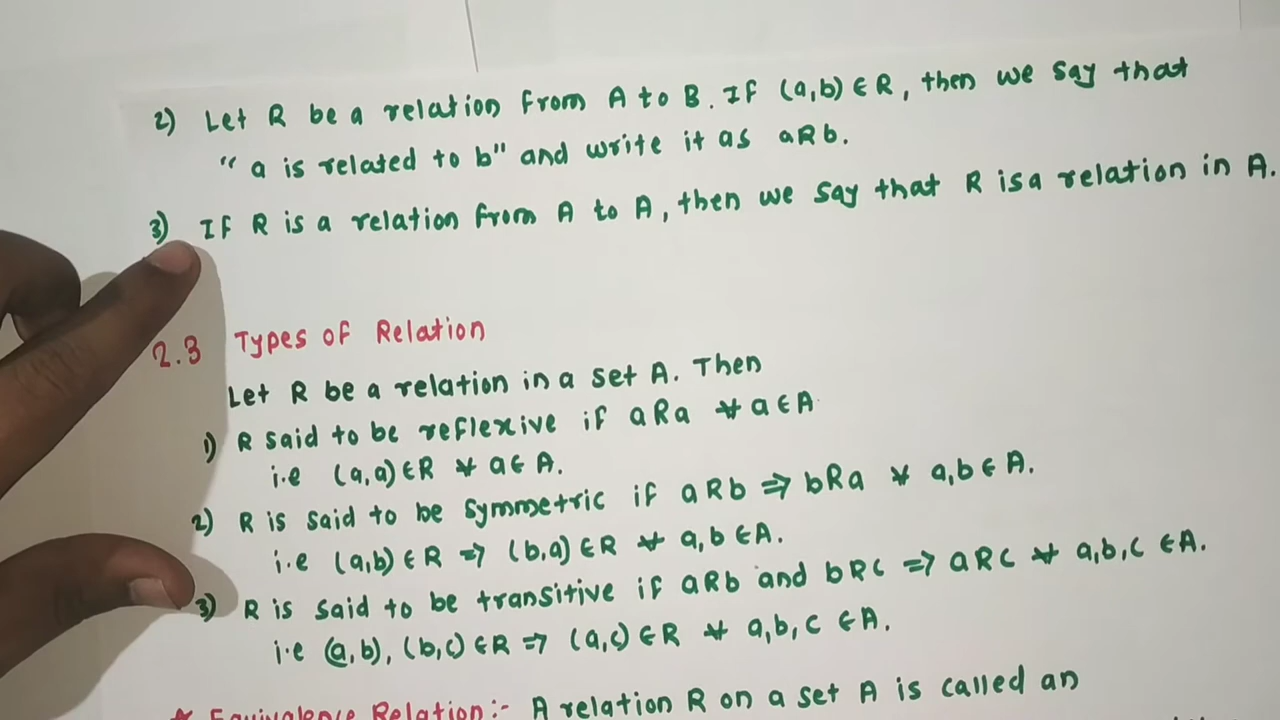 2) Let R be a relation from A to B. If (a,b) ∈ R, then we say that
" a is related to b" and write it as aRb.
3) If R is a relation from A to A, then we say that R is a relation in A.
2.3 Types of Relation
Let R be a relation in a set A. Then
1) R said to be reflexive if aRa ∀ a ∈ A.
i.e (a,a) ∈ R ∀ a ∈ A.
2) R is said to be symmetric if aRb ⇒ bRa ∀ a,b ∈ A.
i.e (a,b) ∈ R ⇒ (b,a) ∈ R ∀ a,b ∈ A.
3) R is said to be transitive if aRb and bRc ⇒ aRc ∀ a,b,c ∈ A.
i.e (a,b), (b,c) ∈ R ⇒ (a,c) ∈ R ∀ a,b,c ∈ A.
* Equivalence Relation:- A relation R on a set A is called an